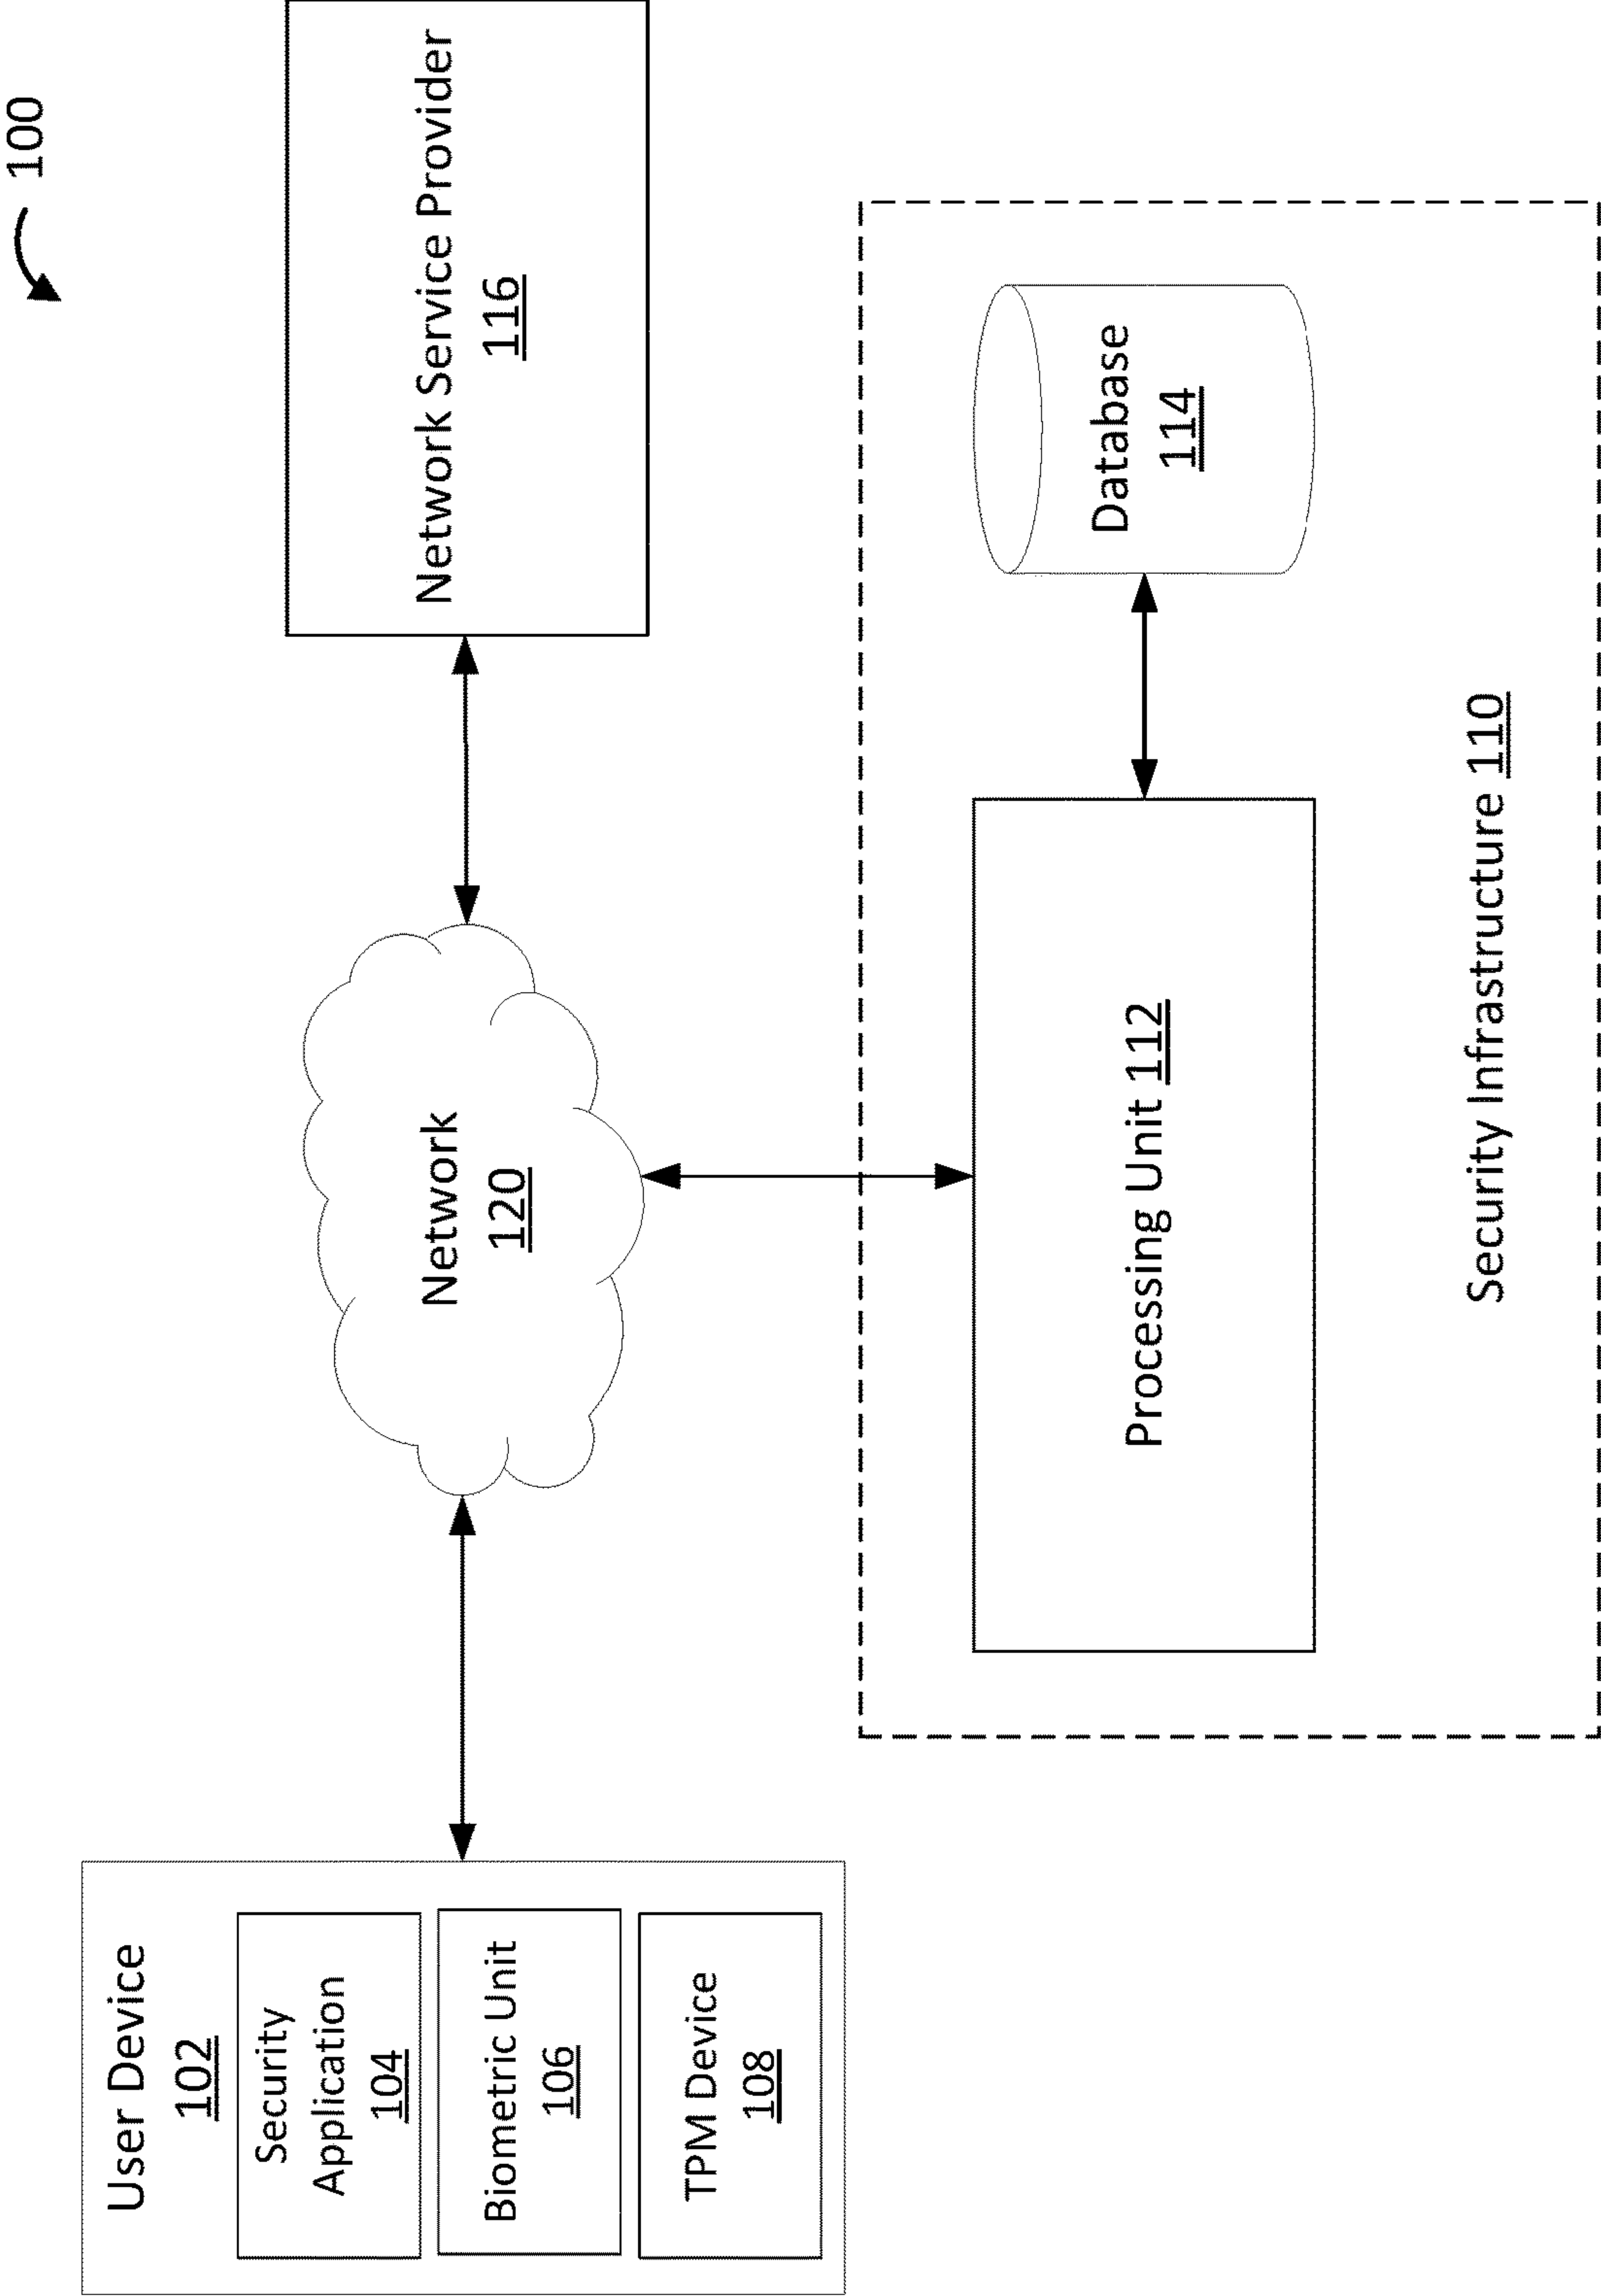 100
User Device
102
Security
Application
104
Biometric Unit
106
TPM Device
108
Network
120
Network Service Provider
116
Processing Unit 112
Database
114
Security Infrastructure 110